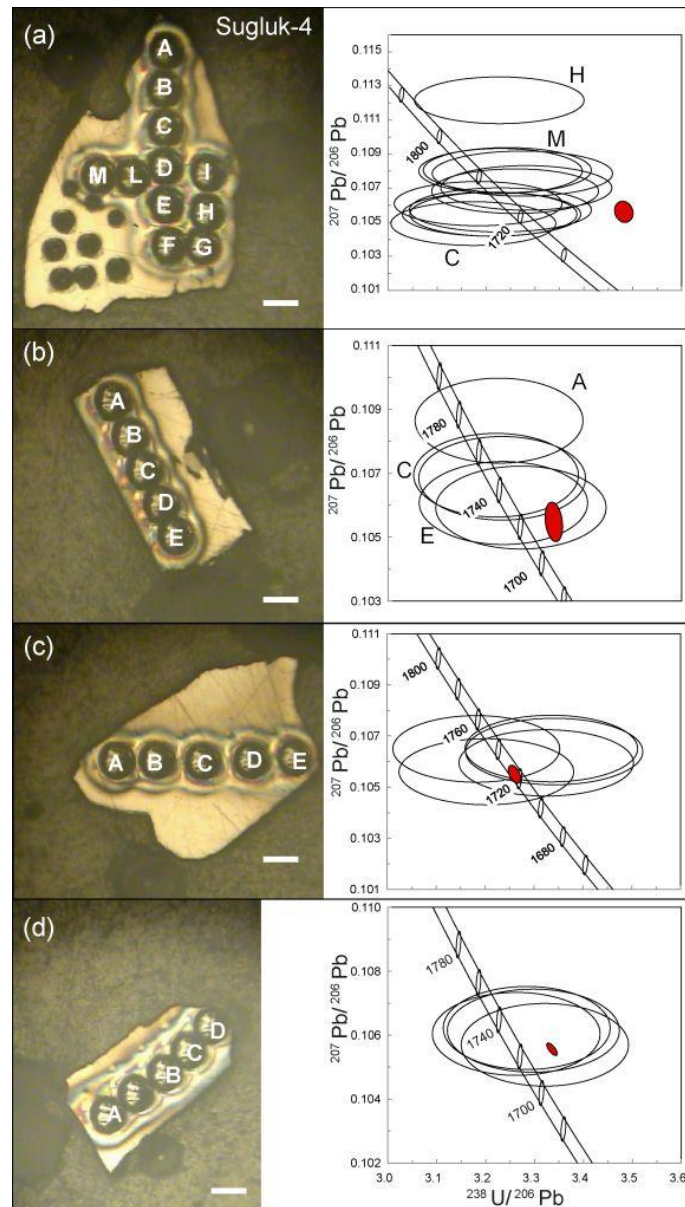 (a)
Sugluk-4
A
B
C
M L D I
E H
F G
207Pb/ 206Pb
0.115
0.113
0.111
0.109
0.107
0.105
0.103
0.101
H
M
C
1800
1720
(b)
A
B
C
D
E
207Pb/ 206Pb
0.111
0.109
0.107
0.105
0.103
A
C
E
1780
1740
1700
(c)
A B C D E
207Pb/ 206Pb
0.111
0.109
0.107
0.105
0.103
0.101
1800
1760
1720
1680
(d)
D
C
B
A
207Pb/ 206Pb
0.110
0.108
0.106
0.104
0.102
1780
1740
1700
3.0 3.1 3.2 3.3 3.4 3.5 3.6
238U/206Pb